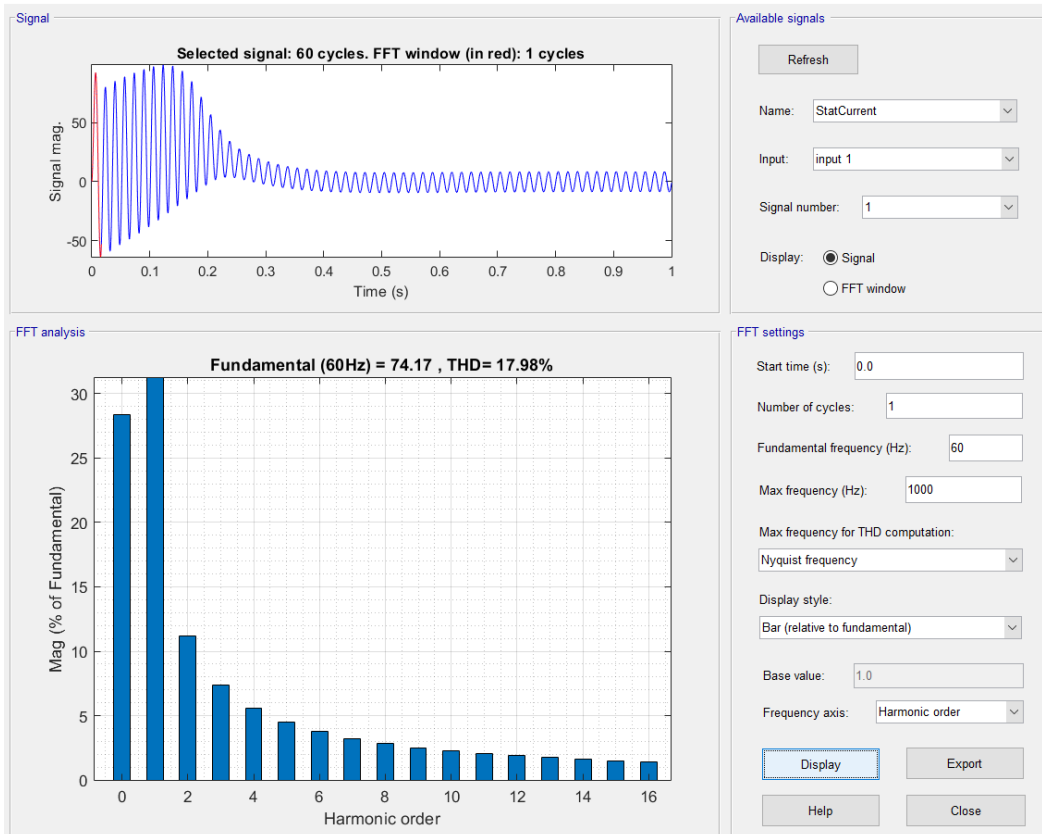 Signal
Selected signal: 60 cycles. FFT window (in red): 1 cycles
Signal mag.
50
0
-50
0 0.1 0.2 0.3 0.4 0.5 0.6 0.7 0.8 0.9 1
Time (s)
Available signals
Refresh
Name: StatCurrent
Input: input 1
Signal number: 1
Display: Signal
FFT window
FFT analysis
Fundamental (60Hz) = 74.17 , THD= 17.98%
Mag (% of Fundamental)
30
25
20
15
10
5
0
0 2 4 6 8 10 12 14 16
Harmonic order
FFT settings
Start time (s): 0.0
Number of cycles: 1
Fundamental frequency (Hz): 60
Max frequency (Hz): 1000
Max frequency for THD computation:
Nyquist frequency
Display style:
Bar (relative to fundamental)
Base value: 1.0
Frequency axis: Harmonic order
Display Export
Help Close